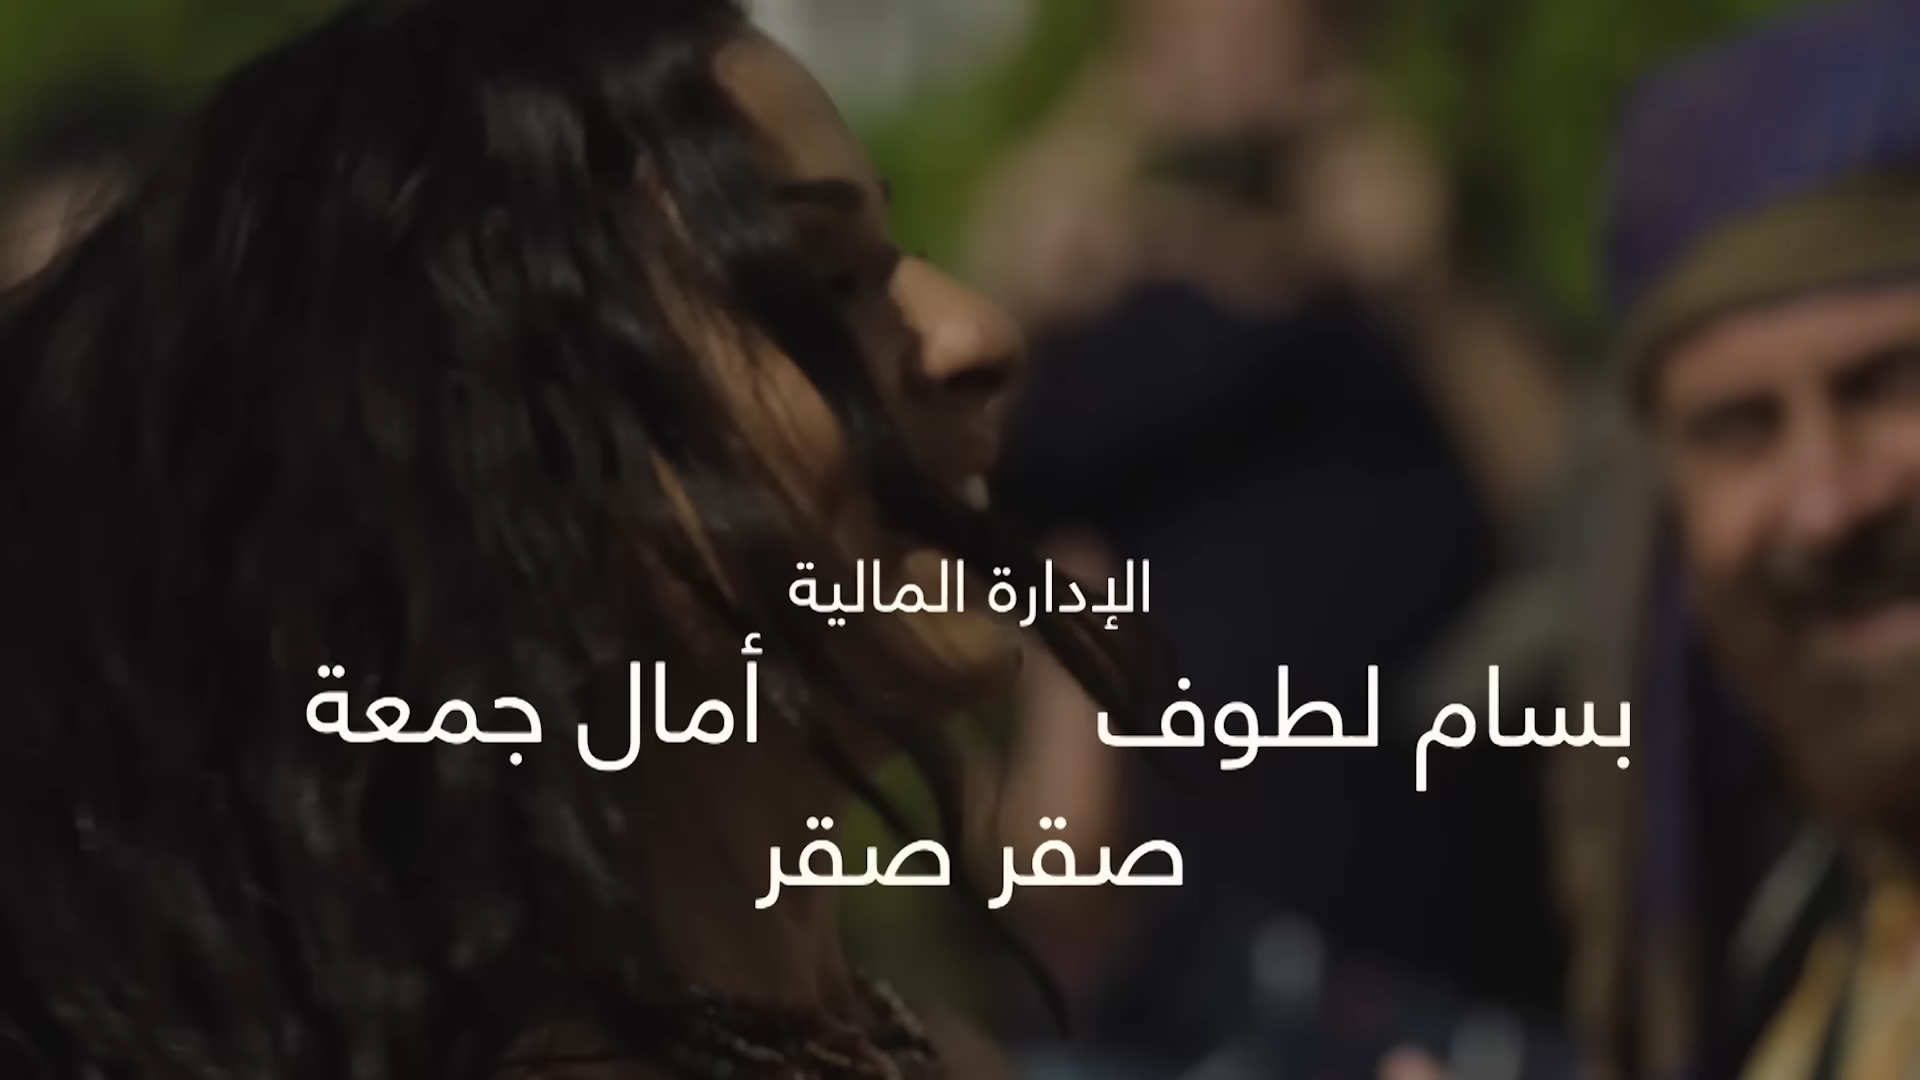 الإدارة المالية
بسام لطوف أمال جمعة
صقر صقر